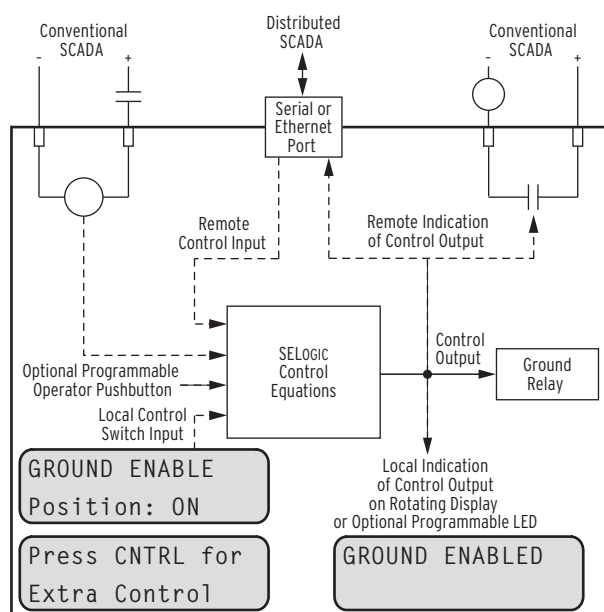 Distributed
SCADA
Conventional
SCADA
- +
Conventional
SCADA
- +
Serial or
Ethernet
Port
Remote
Control Input
Remote Indication
of Control Output
SELOGIC
Control
Equations
Control
Output
Ground
Relay
Optional Programmable
Operator Pushbutton
Local Control
Switch Input
GROUND ENABLE
Position: ON
Press CNTRL for
Extra Control
Local Indication
of Control Output
on Rotating Display
or Optional Programmable LED
GROUND ENABLED